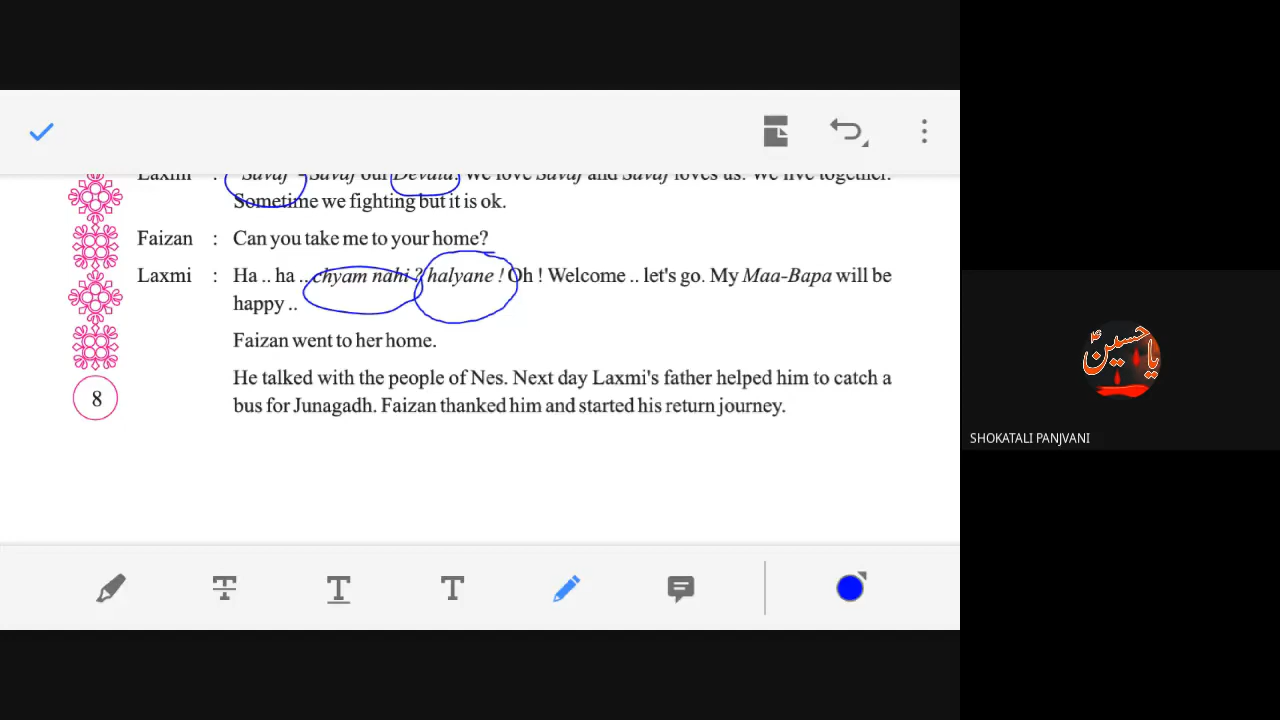 Laxmi : Savaj - Savaj our Devata. We love Savaj and Savaj loves us. We live together.
Sometime we fighting but it is ok.
Faizan : Can you take me to your home?
Laxmi : Ha .. ha .. chyam nahi ? halyane ! Oh ! Welcome .. let's go. My Maa-Bapa will be
happy ..
Faizan went to her home.
He talked with the people of Nes. Next day Laxmi's father helped him to catch a
bus for Junagadh. Faizan thanked him and started his return journey.
8
یا حسین
SHOKATALI PANJVANI